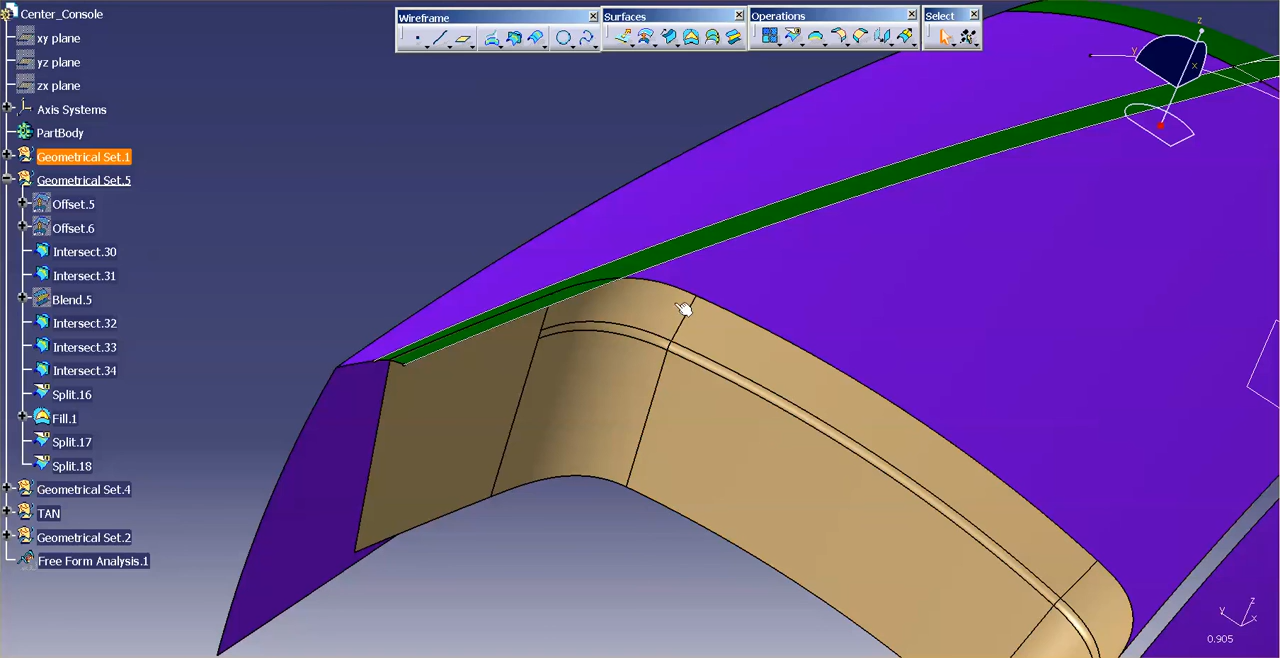 Center_Console
xy plane
yz plane
zx plane
Axis Systems
PartBody
Geometrical Set.1
Geometrical Set.5
Offset.5
Offset.6
Intersect.30
Intersect.31
Blend.5
Intersect.32
Intersect.33
Intersect.34
Split.16
Fill.1
Split.17
Split.18
Geometrical Set.4
TAN
Geometrical Set.2
Free Form Analysis.1
Wireframe
Surfaces
Operations
Select
z
y
x
z
y
x
0.905